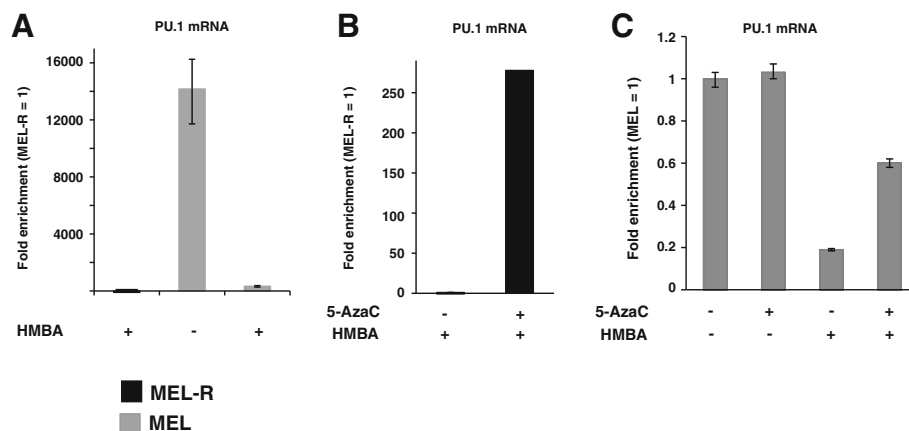 A
PU.1 mRNA
Fold enrichment (MEL-R = 1)
16000
12000
8000
4000
HMBA + - +
MEL-R
MEL
B
PU.1 mRNA
Fold enrichment (MEL-R = 1)
250
200
150
100
50
0
5-AzaC - +
HMBA + +
C
PU.1 mRNA
Fold enrichment (MEL = 1)
1.2
1
0.8
0.6
0.4
0.2
0
5-AzaC - + - +
HMBA - - + +